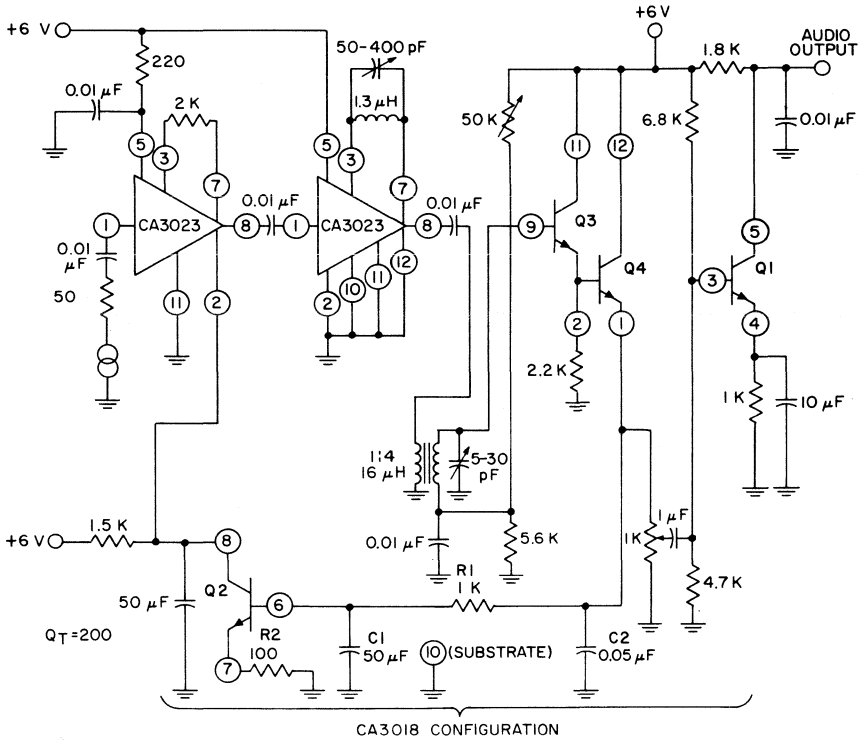 +6 V
220
0.01 µF
2 K
5
3
7
1
CA3023
8
0.01 µF
0.01
µF
50
11
2
50-400 pF
1.3 µH
5
3
7
1
CA3023
8
0.01 µF
2
10
11
12
+6 V
1.8 K
AUDIO
OUTPUT
50 K
6.8 K
0.01 µF
11
12
9
Q3
Q4
2
1
2.2 K
5
3
Q1
4
1 K
10 µF
1:4
16 µH
5-30
pF
0.01 µF
5.6 K
1K
1 µF
4.7K
+6 V
1.5 K
8
Q2
50 µF
6
R1
1 K
QT=200
7
R2
100
C1
50 µF
10 (SUBSTRATE)
C2
0.05 µF
CA3018 CONFIGURATION